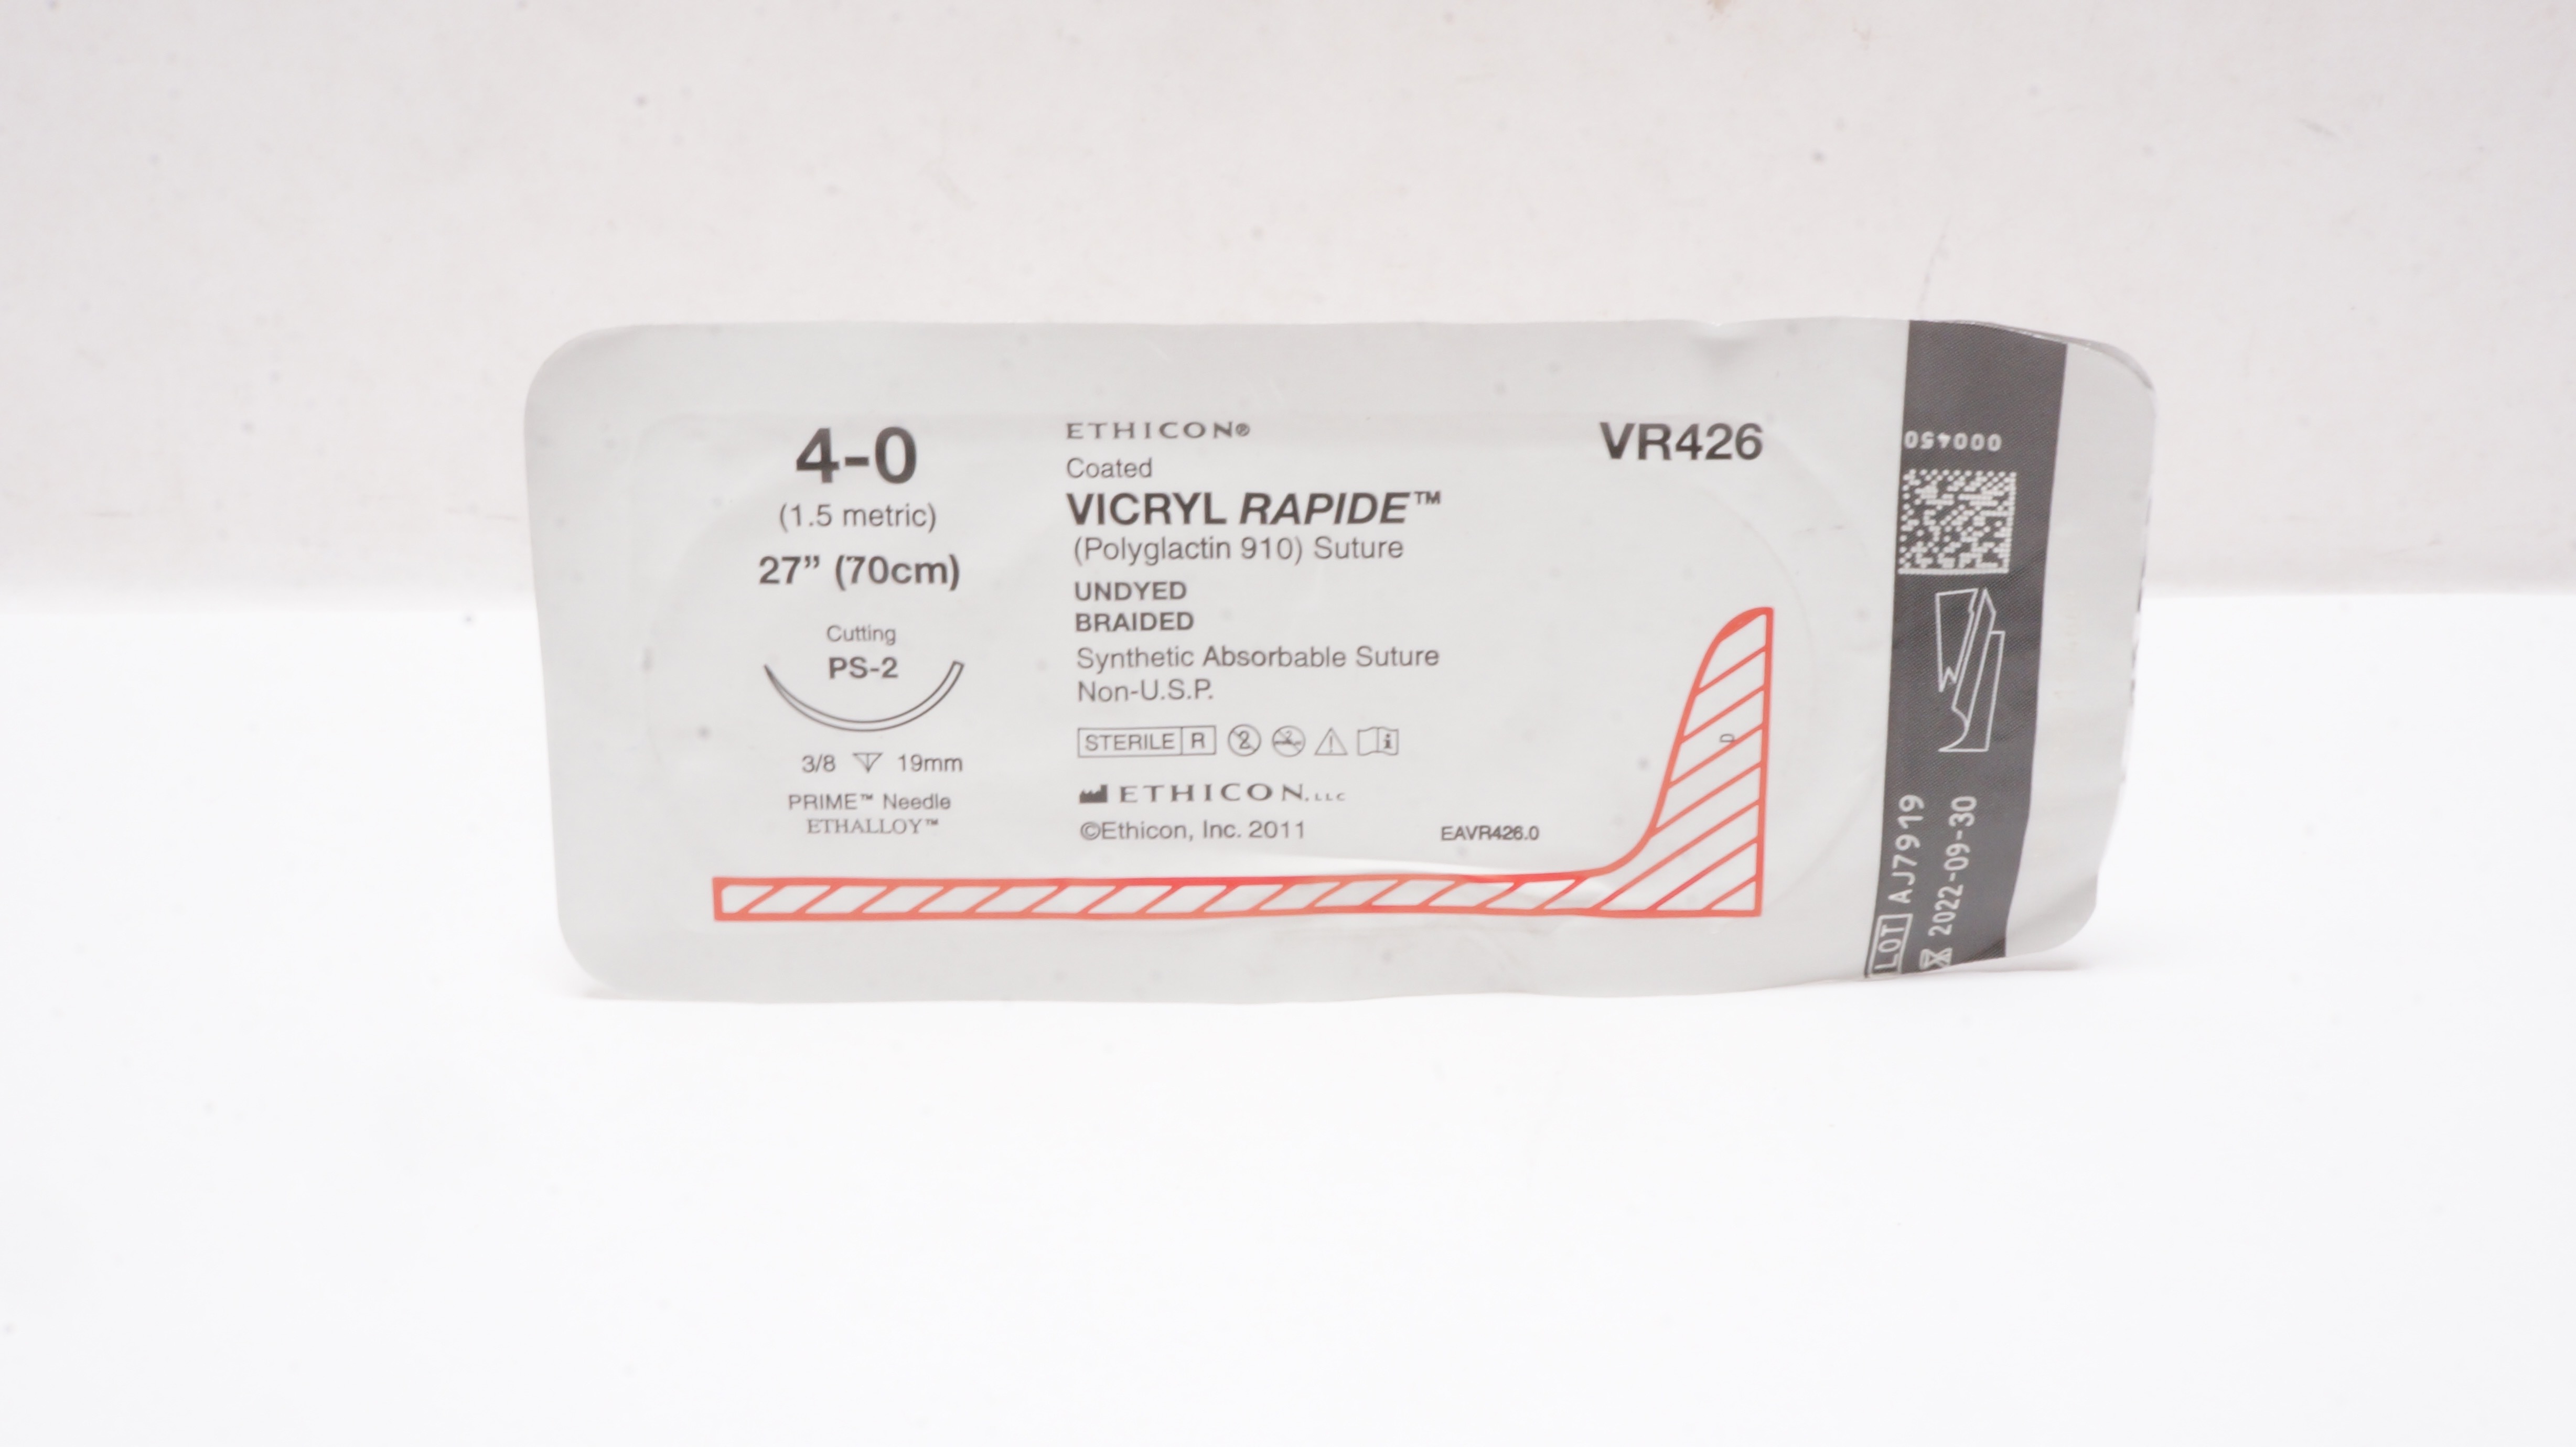 4-0
(1.5 metric)
27” (70cm)
Cutting
PS-2
3/8 19mm
PRIME™ Needle
ETHALLOY™
ETHICON®
Coated
VICRYL RAPIDE™
(Polyglactin 910) Suture
UNDYED
BRAIDED
Synthetic Absorbable Suture
Non-U.S.P.
STERILE R 2 2 i
ETHICON, LLC
©Ethicon, Inc. 2011
EAVR426.0
VR426
D
000450
LOT AJ7919
2022-09-30